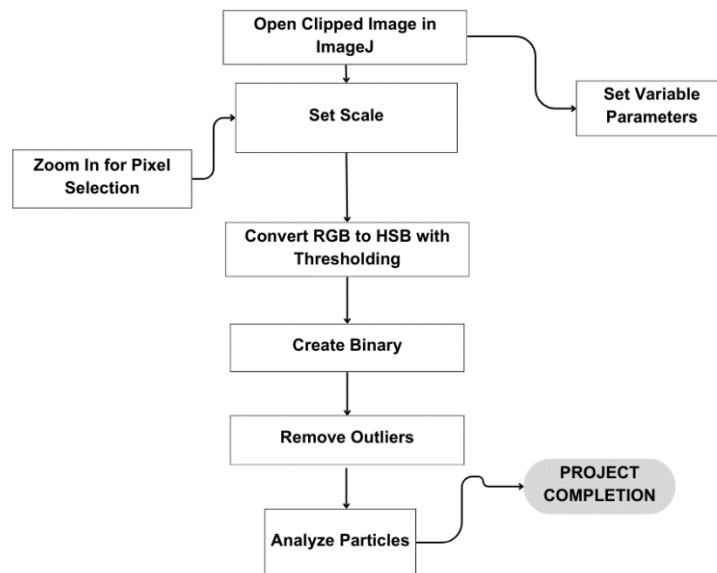 Open Clipped Image in
ImageJ
Set Scale
Set Variable
Parameters
Zoom In for Pixel
Selection
Convert RGB to HSB with
Thresholding
Create Binary
Remove Outliers
PROJECT
COMPLETION
Analyze Particles